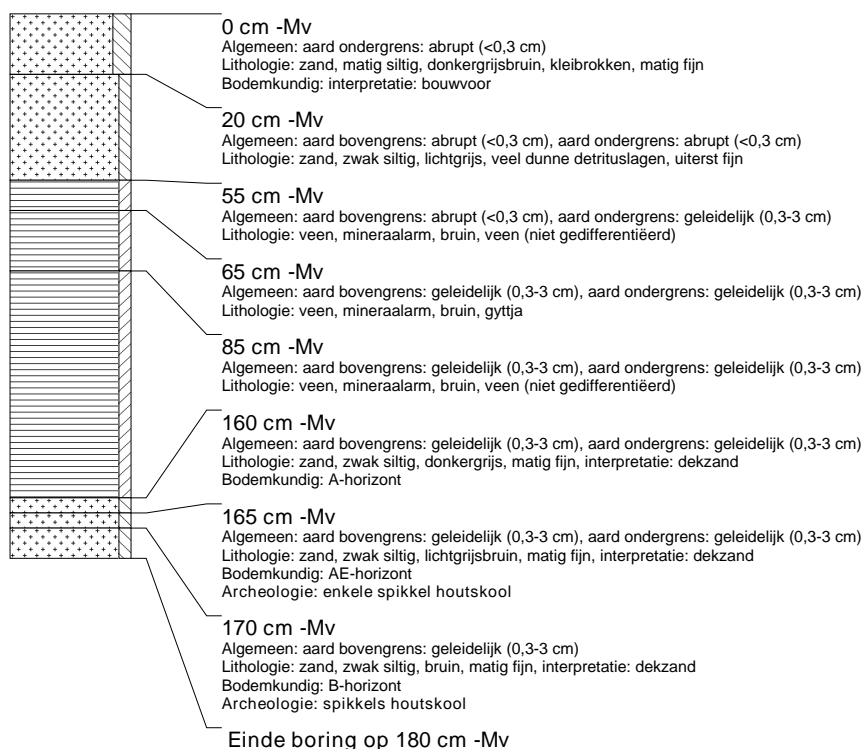 0 cm -Mv
Algemeen: aard ondergrens: abrupt (<0,3 cm)
Lithologie: zand, matig siltig, donkergrijsbruin, kleibrokken, matig fijn
Bodemkundig: interpretatie: bouwvoor
20 cm -Mv
Algemeen: aard bovengrens: abrupt (<0,3 cm), aard ondergrens: abrupt (<0,3 cm)
Lithologie: zand, zwak siltig, lichtgrijs, veel dunne detrituslagen, uiterst fijn
55 cm -Mv
Algemeen: aard bovengrens: abrupt (<0,3 cm), aard ondergrens: geleidelijk (0,3-3 cm)
Lithologie: veen, mineraalarm, bruin, veen (niet gedifferentiëerd)
65 cm -Mv
Algemeen: aard bovengrens: geleidelijk (0,3-3 cm), aard ondergrens: geleidelijk (0,3-3 cm)
Lithologie: veen, mineraalarm, bruin, gyttja
85 cm -Mv
Algemeen: aard bovengrens: geleidelijk (0,3-3 cm), aard ondergrens: geleidelijk (0,3-3 cm)
Lithologie: veen, mineraalarm, bruin, veen (niet gedifferentiëerd)
160 cm -Mv
Algemeen: aard bovengrens: geleidelijk (0,3-3 cm), aard ondergrens: geleidelijk (0,3-3 cm)
Lithologie: zand, zwak siltig, donkergrijs, matig fijn, interpretatie: dekzand
Bodemkundig: A-horizont
165 cm -Mv
Algemeen: aard bovengrens: geleidelijk (0,3-3 cm), aard ondergrens: geleidelijk (0,3-3 cm)
Lithologie: zand, zwak siltig, lichtgrijsbruin, matig fijn, interpretatie: dekzand
Bodemkundig: AE-horizont
Archeologie: enkele spikkel houtskool
170 cm -Mv
Algemeen: aard bovengrens: geleidelijk (0,3-3 cm)
Lithologie: zand, zwak siltig, bruin, matig fijn, interpretatie: dekzand
Bodemkundig: B-horizont
Archeologie: spikkels houtskool
Einde boring op 180 cm -Mv